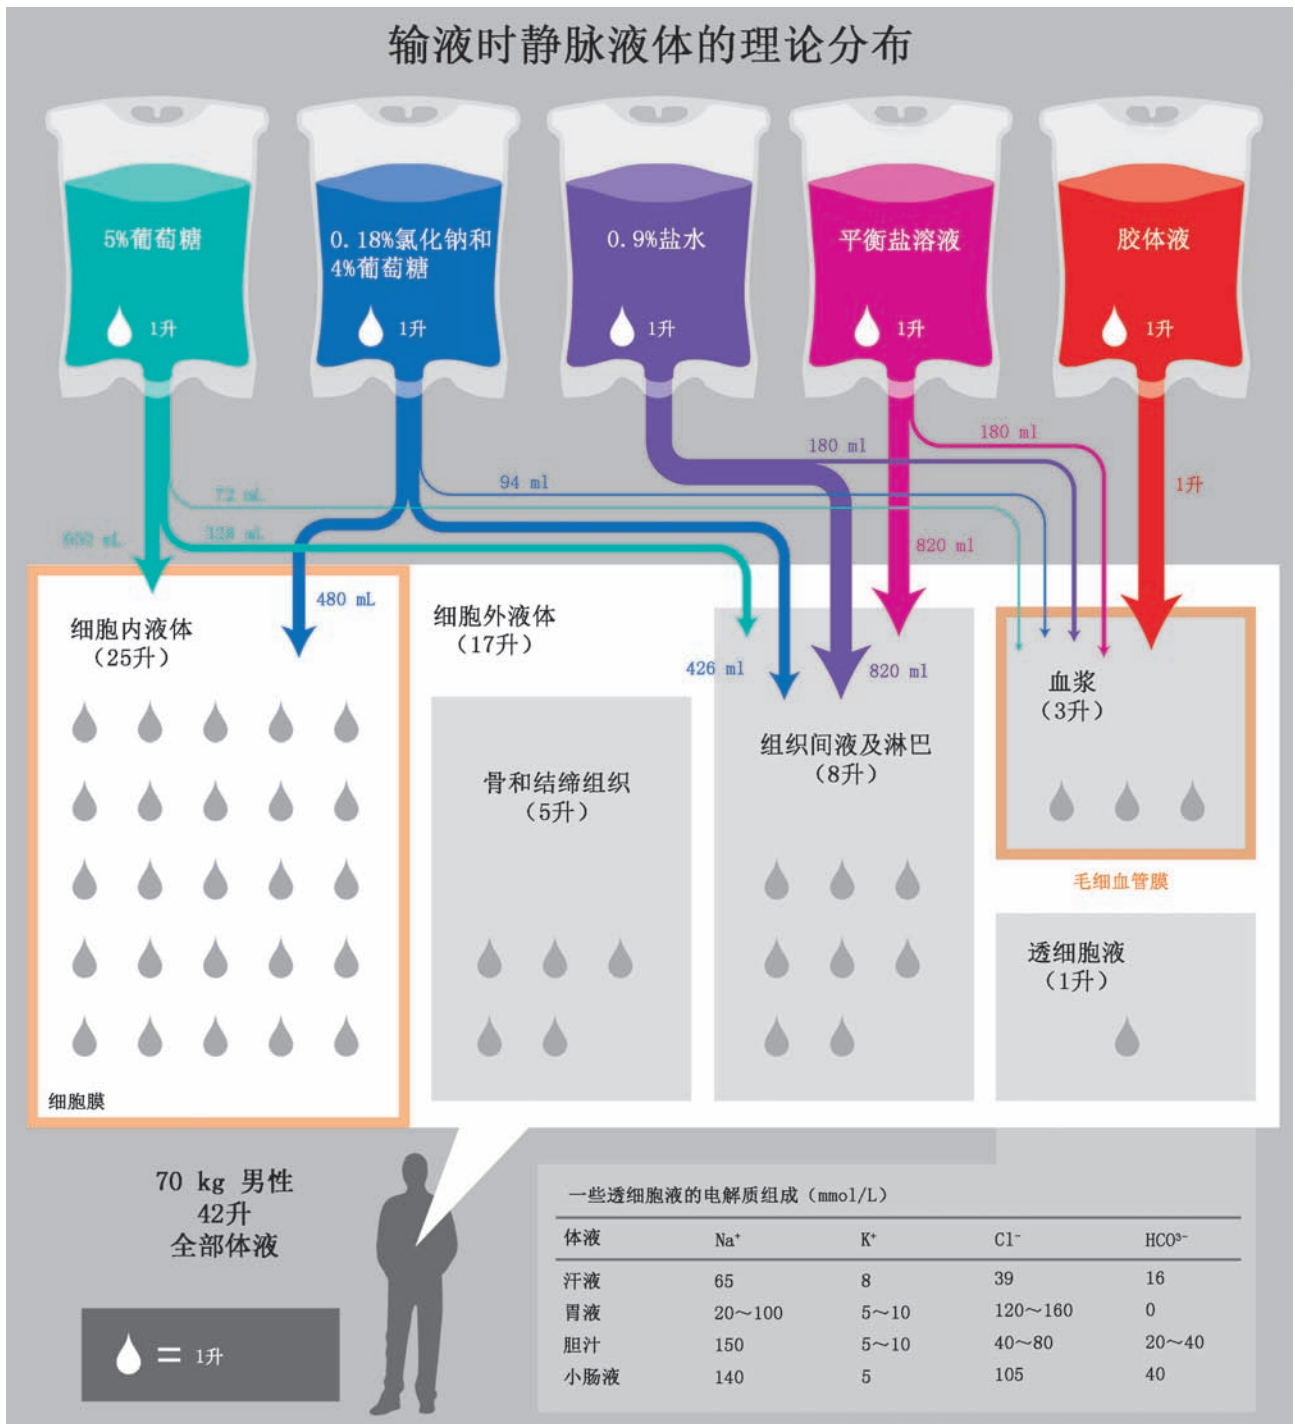 输液时静脉液体的理论分布
5%葡萄糖
1升
0.18%氯化钠和
4%葡萄糖
1升
0.9%盐水
1升
平衡盐溶液
1升
胶体液
1升
180 ml
180 ml
94 ml
72 mL
1升
328 mL
820 ml
480 mL
426 ml
820 ml
细胞内液体
(25升)
细胞外液体
(17升)
血浆
(3升)
组织间液及淋巴
(8升)
骨和结缔组织
(5升)
毛细血管膜
透细胞液
(1升)
细胞膜
70 kg 男性
42升
全部体液
= 1升
一些透细胞液的电解质组成(mmol/L)
体液 Na⁺ K⁺ Cl⁻ HCO³⁻
汗液 65 8 39 16
胃液 20~100 5~10 120~160 0
胆汁 150 5~10 40~80 20~40
小肠液 140 5 105 40